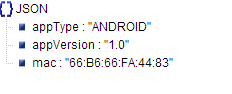 JSON
appType : "ANDROID"
appVersion : "1.0"
mac : "66:B6:66:FA:44:83"